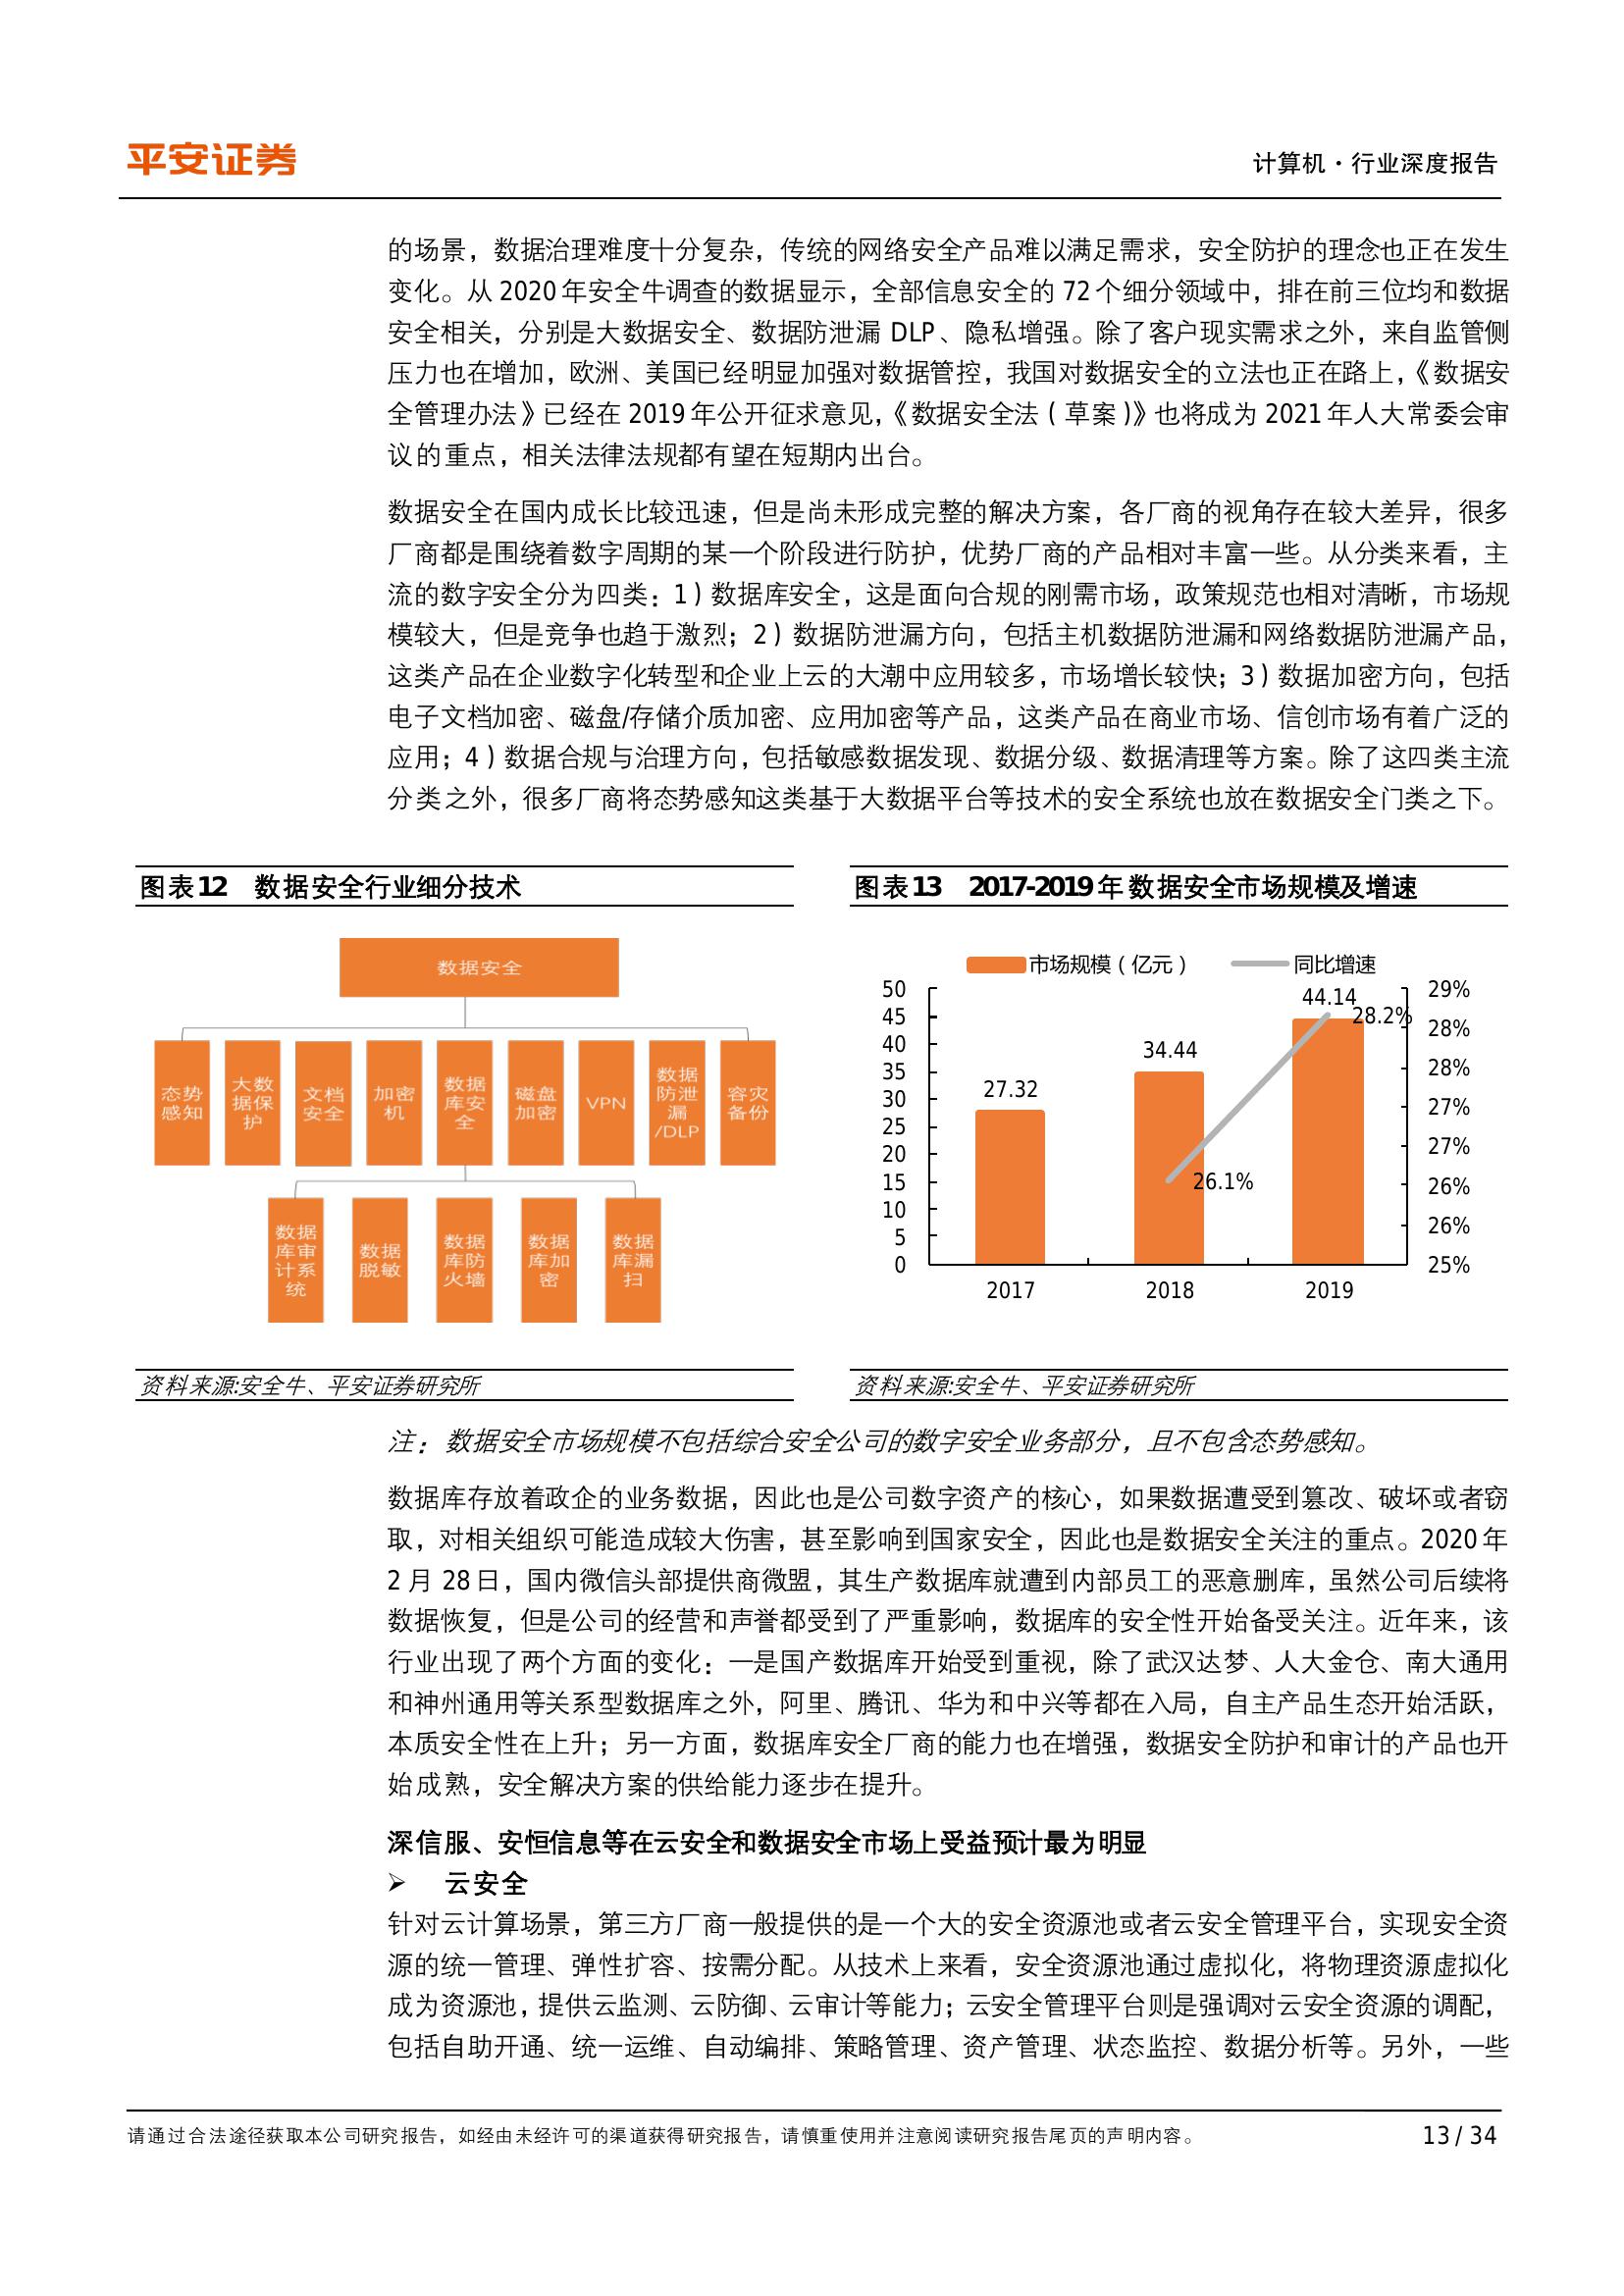 平安证券
计算机·行业深度报告
的场景，数据治理难度十分复杂，传统的网络安全产品难以满足需求，安全防护的理念也正在发生
变化。从 2020 年安全牛调查的数据显示，全部信息安全的 72 个细分领域中，排在前三位均和数据
安全相关，分别是大数据安全、数据防泄漏 DLP、隐私增强。除了客户现实需求之外，来自监管侧
压力也在增加，欧洲、美国已经明显加强对数据管控，我国对数据安全的立法也正在路上，《数据安
全管理办法》已经在 2019 年公开征求意见，《数据安全法（草案）》也将成为 2021 年人大常委会审
议的重点，相关法律法规都有望在短期内出台。
数据安全在国内成长比较迅速，但是尚未形成完整的解决方案，各厂商的视角存在较大差异，很多
厂商都是围绕着数字周期的某一个阶段进行防护，优势厂商的产品相对丰富一些。从分类来看，主
流的数字安全分为四类：1）数据库安全，这是面向合规的刚需市场，政策规范也相对清晰，市场规
模较大，但是竞争也趋于激烈；2）数据防泄漏方向，包括主机数据防泄漏和网络数据防泄漏产品，
这类产品在企业数字化转型和企业上云的大潮中应用较多，市场增长较快；3）数据加密方向，包括
电子文档加密、磁盘/存储介质加密、应用加密等产品，这类产品在商业市场、信创市场有着广泛的
应用；4）数据合规与治理方向，包括敏感数据发现、数据分级、数据清理等方案。除了这四类主流
分类之外，很多厂商将态势感知这类基于大数据平台等技术的安全系统也放在数据安全门类之下。
图表12 数据安全行业细分技术
数据安全
态势
感知
大数
据保
护
文档
安全
加密
机
数据
库安
全
磁盘
加密
VPN
数据
防泄
漏
/DLP
容灾
备份
数据
库审
计系
统
数据
脱敏
数据
库防
火墙
数据
库加
密
数据
库漏
扫
资料来源:安全牛、平安证券研究所
图表13 2017-2019 年数据安全市场规模及增速
市场规模（亿元） 同比增速
50
45
40
35
30
25
20
15
10
5
0
27.32
34.44
44.14
26.1%
28.2%
29%
28%
28%
27%
27%
26%
26%
25%
2017 2018 2019
资料来源:安全牛、平安证券研究所
注：数据安全市场规模不包括综合安全公司的数字安全业务部分，且不包含态势感知。
数据库存放着政企的业务数据，因此也是公司数字资产的核心，如果数据遭受到篡改、破坏或者窃
取，对相关组织可能造成较大伤害，甚至影响到国家安全，因此也是数据安全关注的重点。2020 年
2 月 28 日，国内微信头部提供商微盟，其生产数据库就遭到内部员工的恶意删库，虽然公司后续将
数据恢复，但是公司的经营和声誉都受到了严重影响，数据库的安全性开始备受关注。近年来，该
行业出现了两个方面的变化：一是国产数据库开始受到重视，除了武汉达梦、人大金仓、南大通用
和神州通用等关系型数据库之外，阿里、腾讯、华为和中兴等都在入局，自主产品生态开始活跃，
本质安全性在上升；另一方面，数据库安全厂商的能力也在增强，数据安全防护和审计的产品也开
始成熟，安全解决方案的供给能力逐步在提升。
深信服、安恒信息等在云安全和数据安全市场上受益预计最为明显
➢ 云安全
针对云计算场景，第三方厂商一般提供的是一个大的安全资源池或者云安全管理平台，实现安全资
源的统一管理、弹性扩容、按需分配。从技术上来看，安全资源池通过虚拟化，将物理资源虚拟化
成为资源池，提供云监测、云防御、云审计等能力；云安全管理平台则是强调对云安全资源的调配，
包括自助开通、统一运维、自动编排、策略管理、资产管理、状态监控、数据分析等。另外，一些
请通过合法途径获取本公司研究报告，如经由未经许可的渠道获得研究报告，请慎重使用并注意阅读研究报告尾页的声明内容。
13 / 34